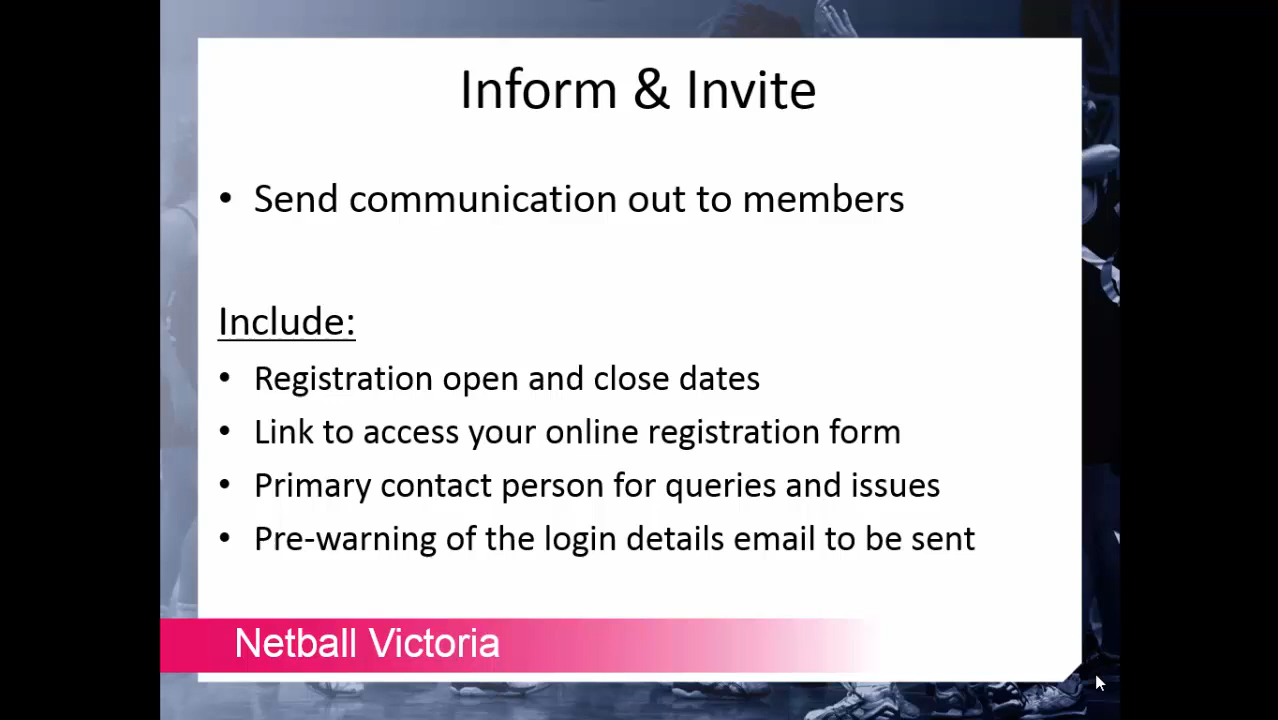 Inform & Invite
• Send communication out to members
Include:
• Registration open and close dates
• Link to access your online registration form
• Primary contact person for queries and issues
• Pre-warning of the login details email to be sent
Netball Victoria